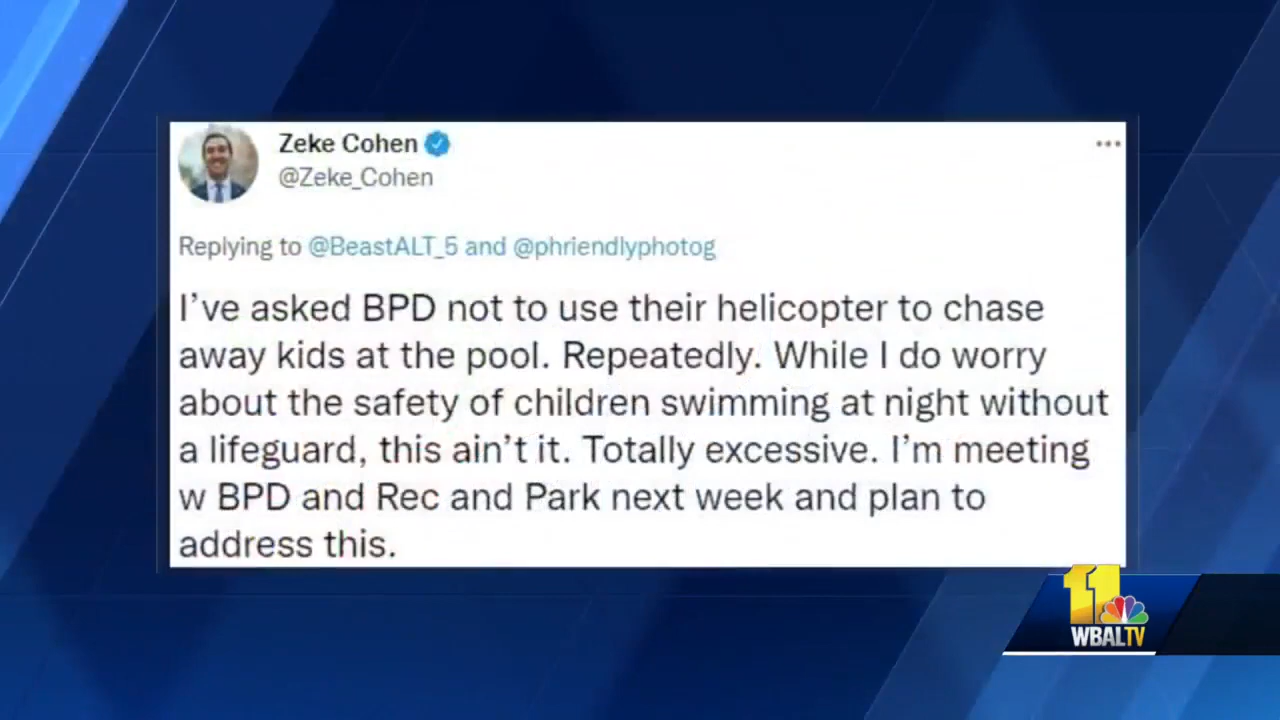 Zeke Cohen
@Zeke_Cohen
Replying to @BeastALT_5 and @phriendlyphotog
I've asked BPD not to use their helicopter to chase
away kids at the pool. Repeatedly. While I do worry
about the safety of children swimming at night without
a lifeguard, this ain't it. Totally excessive. I'm meeting
w BPD and Rec and Park next week and plan to
address this.
11
WBALTV